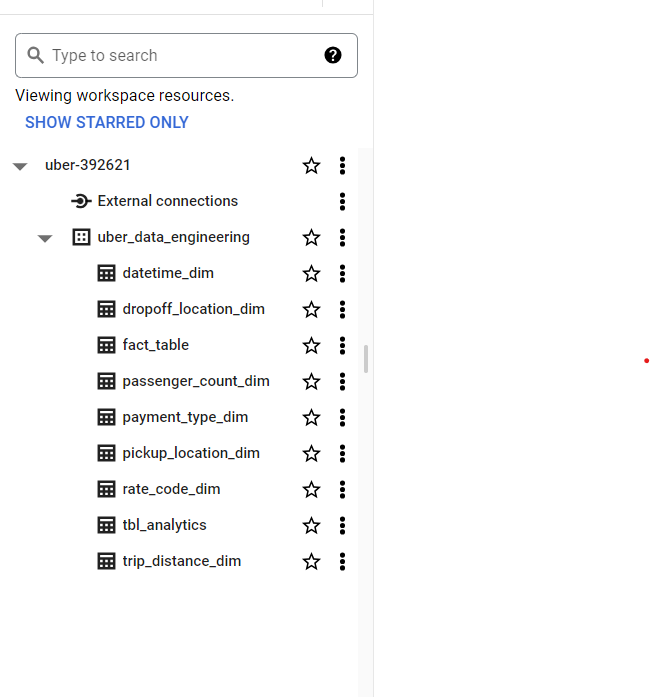 Type to search
Viewing workspace resources.
SHOW STARRED ONLY
uber-392621
External connections
uber_data_engineering
datetime_dim
dropoff_location_dim
fact_table
passenger_count_dim
payment_type_dim
pickup_location_dim
rate_code_dim
tbl_analytics
trip_distance_dim